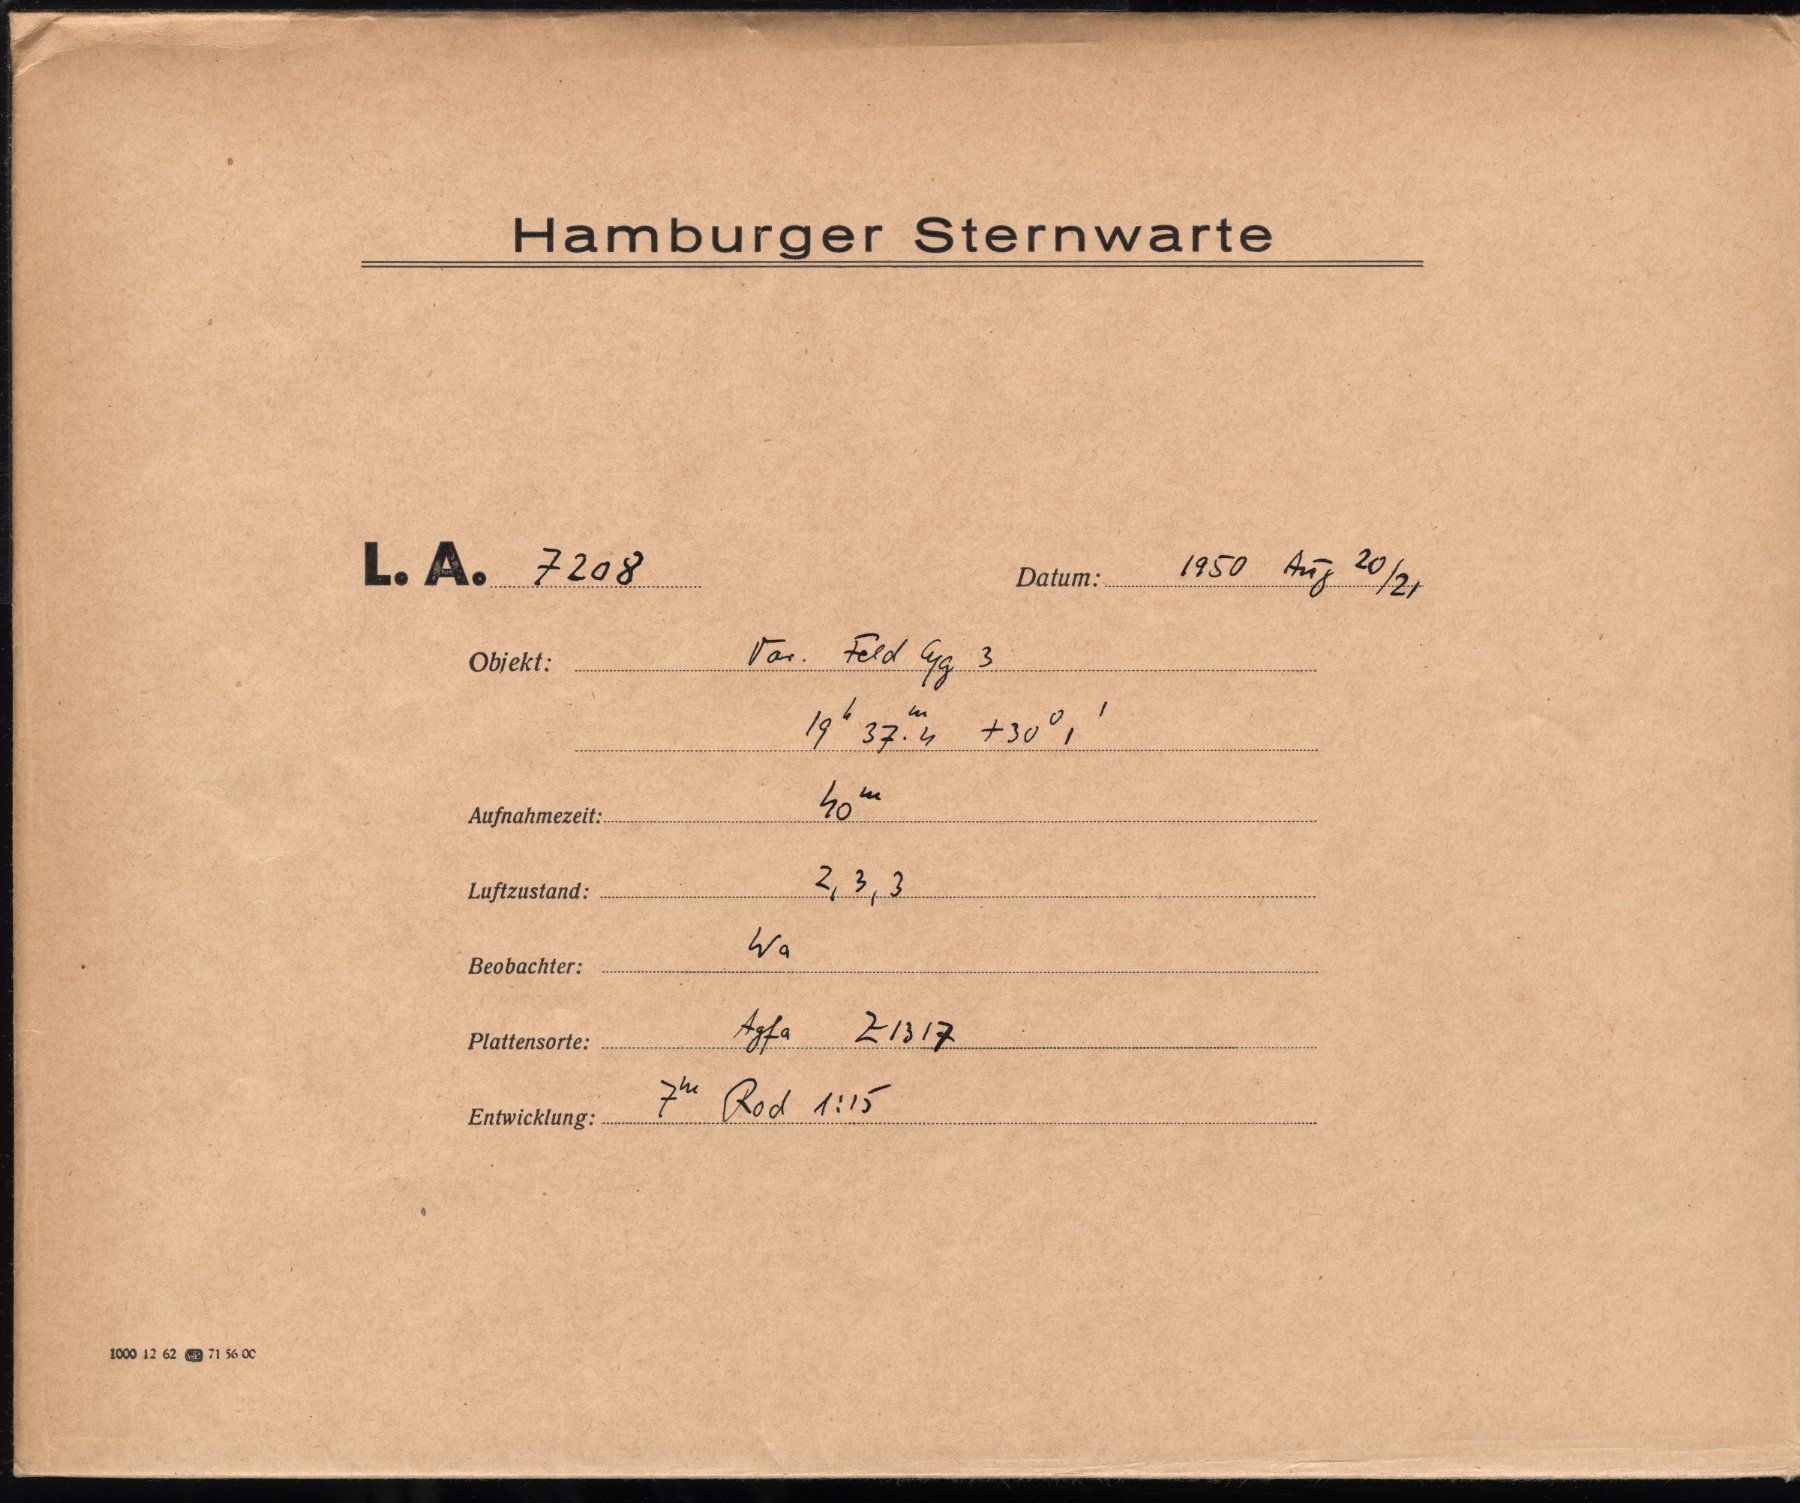 Hamburger Sternwarte
L. A. 7208 Datum: 1950 Aug 20/21
Objekt: Var. Feld Cyg 3
19ʰ 37ᵐ.4 +30° 1'
Aufnahmezeit: 40ᵐ
Luftzustand: 2, 3, 3
Beobachter: Wa
Plattensorte: Agfa Z1317
Entwicklung: 7ᵐ Rod 1:15
1000 12 62 71 56 00